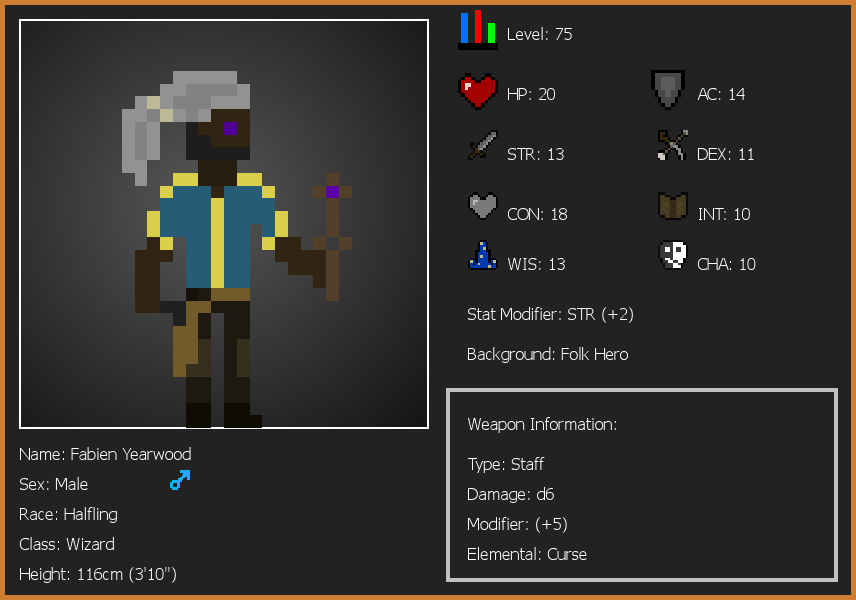 Level: 75
HP: 20
AC: 14
STR: 13
DEX: 11
CON: 18
INT: 10
WIS: 13
CHA: 10
Stat Modifier: STR (+2)
Background: Folk Hero
Weapon Information:
Type: Staff
Damage: d6
Modifier: (+5)
Elemental: Curse
Name: Fabien Yearwood
Sex: Male
Race: Halfling
Class: Wizard
Height: 116cm (3'10")